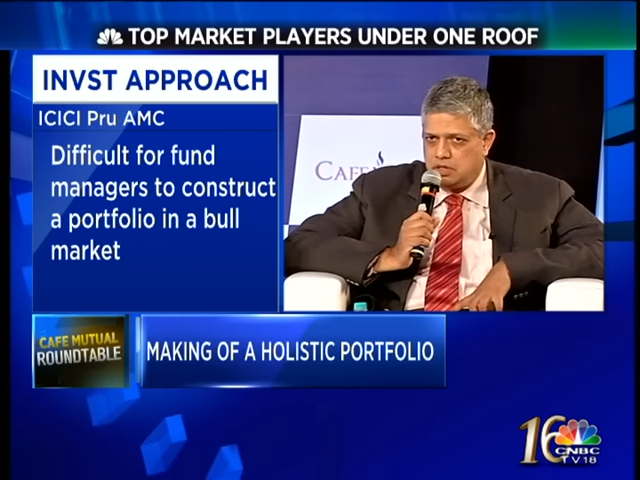 TOP MARKET PLAYERS UNDER ONE ROOF
INVST APPROACH
ICICI Pru AMC
Difficult for fund
managers to construct
a portfolio in a bull
market
CAFE
CAFE MUTUAL
ROUNDTABLE
MAKING OF A HOLISTIC PORTFOLIO
16
CNBC
TV18